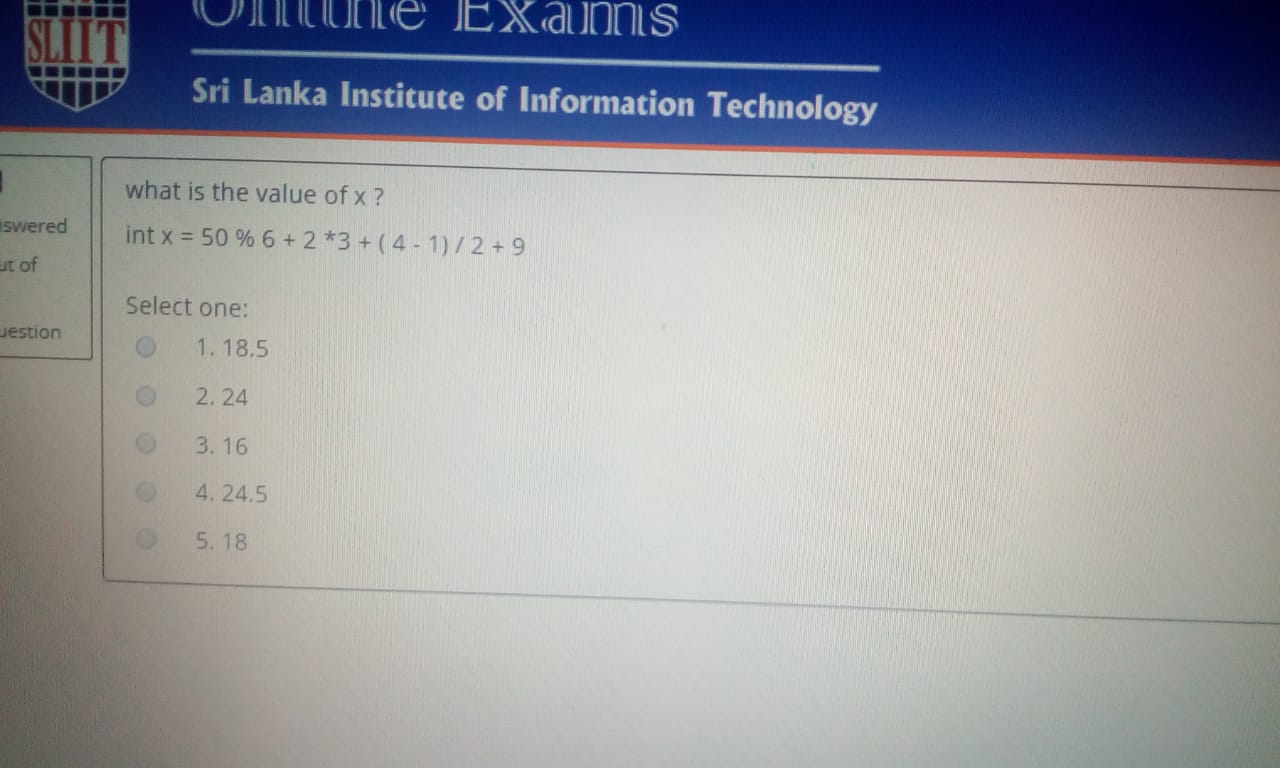 SLIIT
Online Exams
Sri Lanka Institute of Information Technology
swered
ut of
uestion
what is the value of x ?
int x = 50 % 6 + 2 *3 + ( 4 - 1) / 2 + 9
Select one:
1. 18.5
2. 24
3. 16
4. 24.5
5. 18